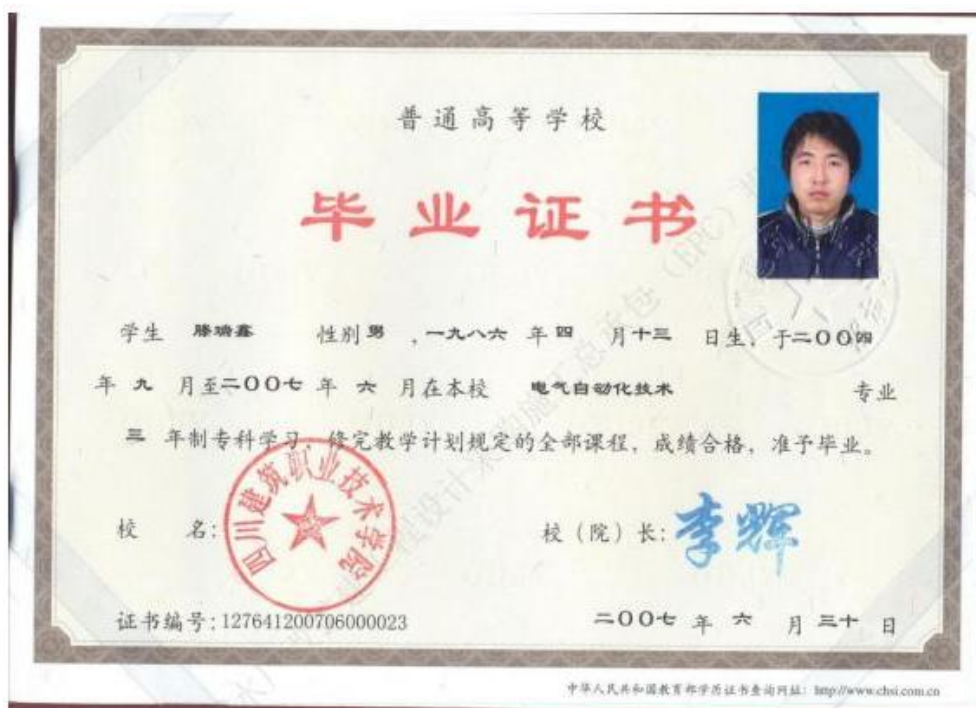 普通高等学校
毕业证书
学生 滕瑞鑫 性别 男 ，一九八六 年 四 月 十三 日生，于二〇〇四
年 九 月至二〇〇七 年 六 月在本校 电气自动化技术 专业
三 年制专科学习，修完教学计划规定的全部课程，成绩合格，准予毕业。
四川建筑职业技术学院
校 名：
校（院）长：李辉
证书编号：127641200706000023
二〇〇七 年 六 月 三十 日
中华人民共和国教育部学历证书查询网址：http://www.chsi.com.cn